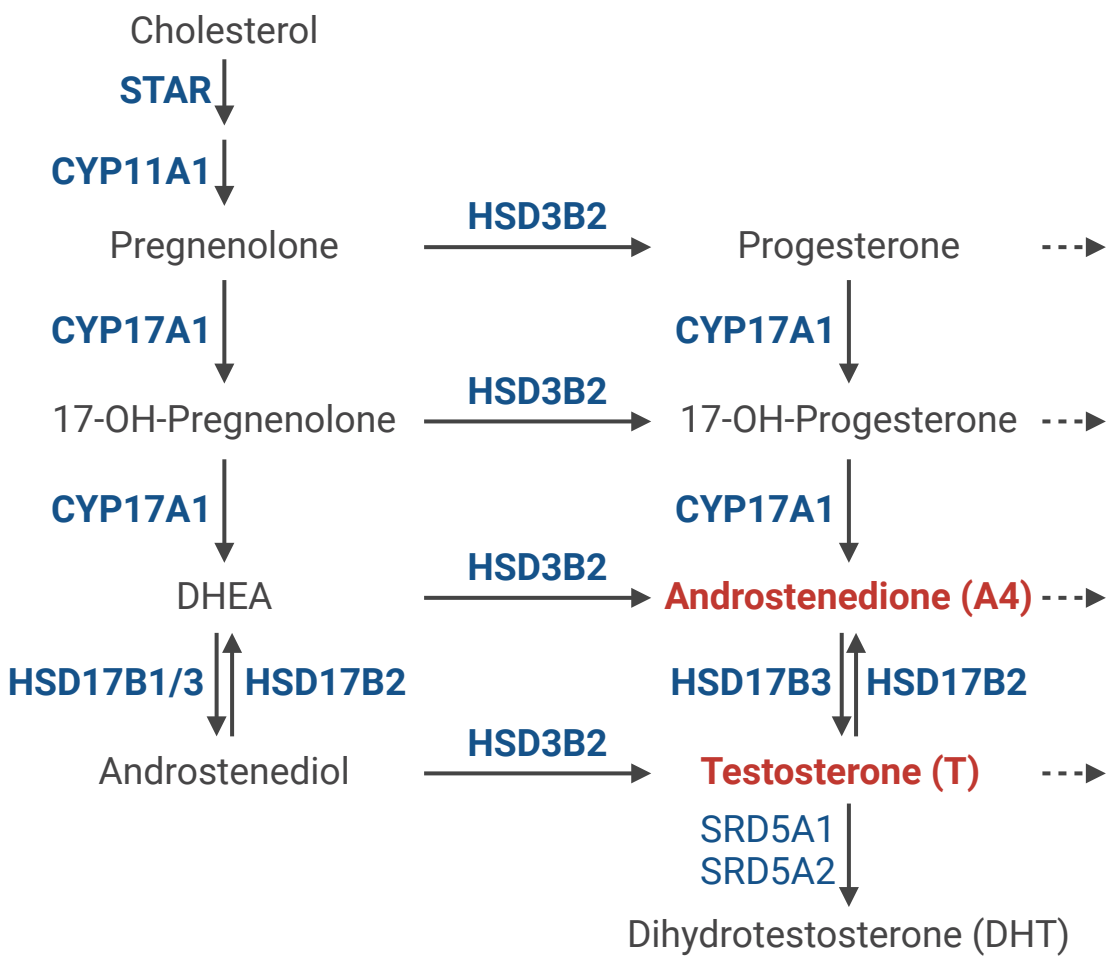 Cholesterol
STAR
CYP11A1
HSD3B2
Pregnenolone
Progesterone
CYP17A1
CYP17A1
HSD3B2
17-OH-Pregnenolone
17-OH-Progesterone
CYP17A1
CYP17A1
HSD3B2
DHEA
Androstenedione (A4)
HSD17B1/3
HSD17B2
HSD17B3
HSD17B2
HSD3B2
Androstenediol
Testosterone (T)
SRD5A1
SRD5A2
Dihydrotestosterone (DHT)